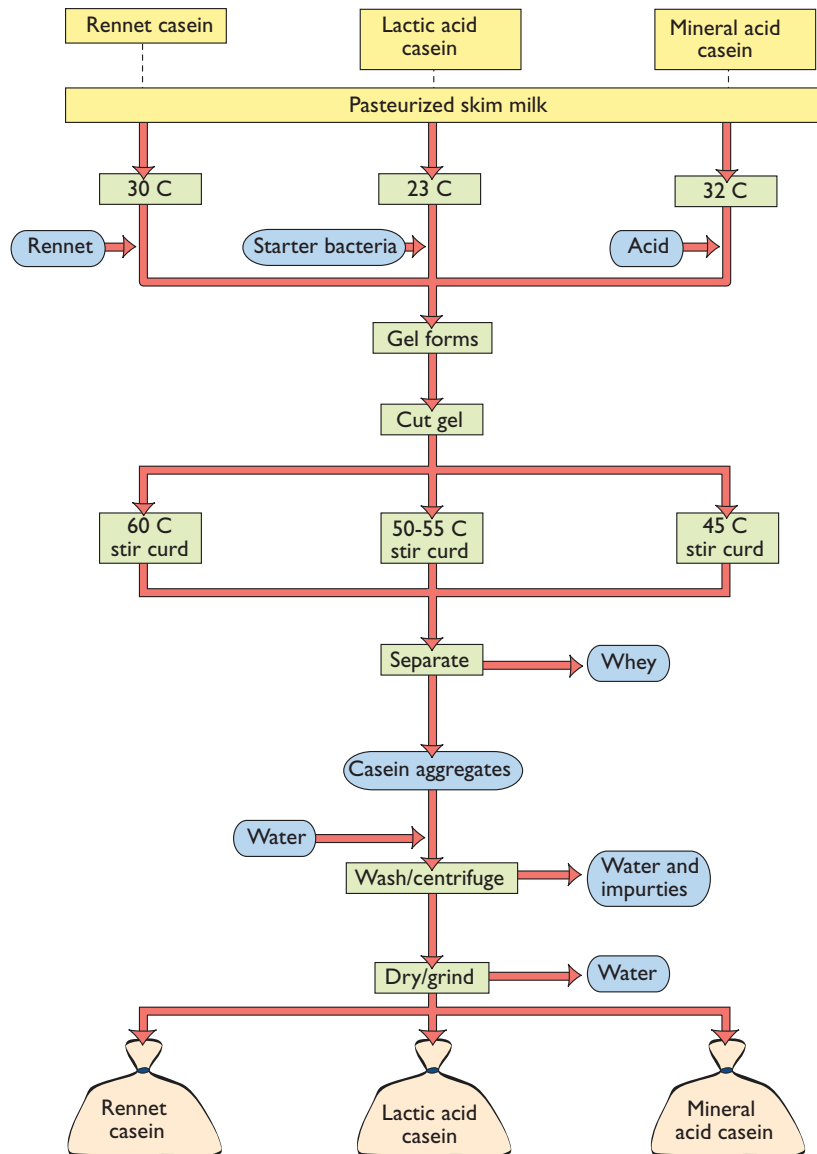 Rennet casein
Lactic acid
casein
Mineral acid
casein
Pasteurized skim milk
30 C
23 C
32 C
Rennet
Starter bacteria
Acid
Gel forms
Cut gel
60 C
stir curd
50-55 C
stir curd
45 C
stir curd
Separate
Whey
Casein aggregates
Water
Wash/centrifuge
Water and
impurties
Dry/grind
Water
Rennet
casein
Lactic acid
casein
Mineral
acid casein